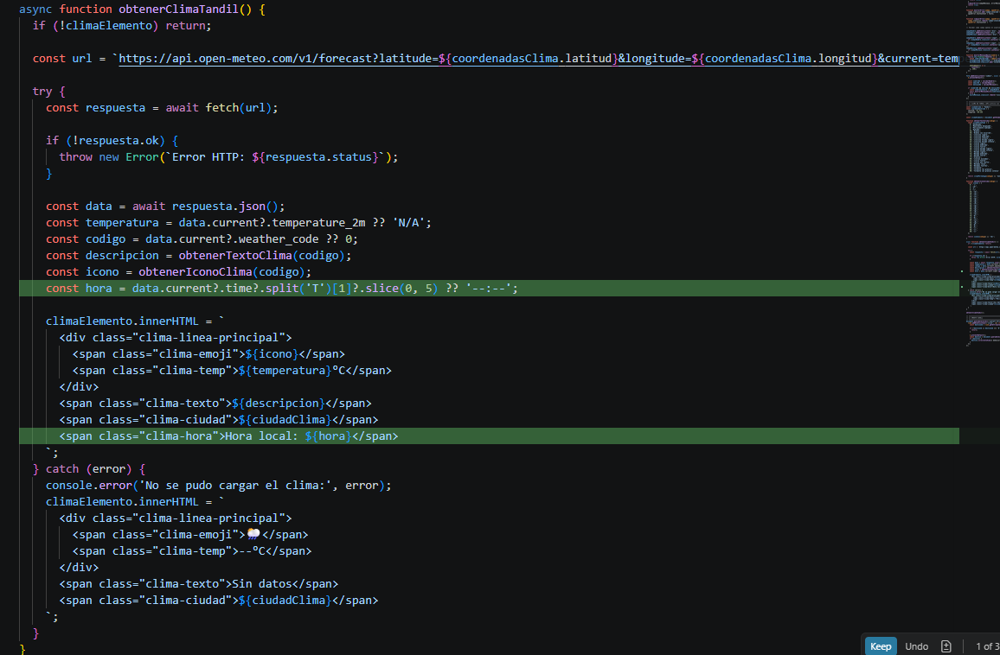 async function obtenerClimaTandil() {
if (!climaElemento) return;
const url = `https://api.open-meteo.com/v1/forecast?latitude=${coordenadasClima.latitud}&longitude=${coordenadasClima.longitud}&current=tem
try {
const respuesta = await fetch(url);
if (!respuesta.ok) {
throw new Error(`Error HTTP: ${respuesta.status}`);
}
const data = await respuesta.json();
const temperatura = data.current?.temperature_2m ?? 'N/A';
const codigo = data.current?.weather_code ?? 0;
const descripcion = obtenerTextoClima(codigo);
const icono = obtenerIconoClima(codigo);
const hora = data.current?.time?.split('T')[1]?.slice(0, 5) ?? '--:--';
climaElemento.innerHTML = `
<div class="clima-linea-principal">
<span class="clima-emoji">${icono}</span>
<span class="clima-temp">${temperatura}°C</span>
</div>
<span class="clima-texto">${descripcion}</span>
<span class="clima-ciudad">${ciudadClima}</span>
<span class="clima-hora">Hora local: ${hora}</span>
`;
} catch (error) {
console.error('No se pudo cargar el clima:', error);
climaElemento.innerHTML = `
<div class="clima-linea-principal">
<span class="clima-emoji">🌧️</span>
<span class="clima-temp">--°C</span>
</div>
<span class="clima-texto">Sin datos</span>
<span class="clima-ciudad">${ciudadClima}</span>
`;
}
}
Keep Undo 1 of 3